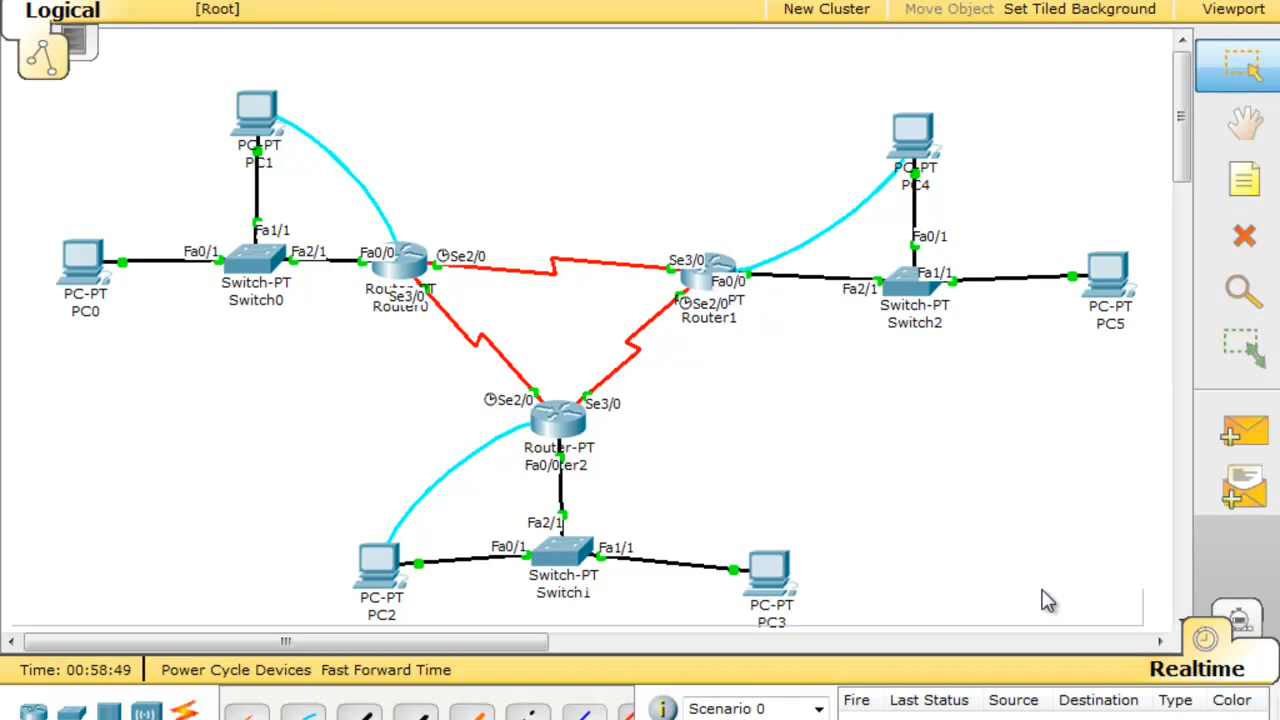 Logical
[Root]
New Cluster
Move Object
Set Tiled Background
Viewport
PC-PT
PC1
PC-PT
PC4
Fa1/1
Fa0/1
Fa0/1
Fa2/1
Fa0/0
Se2/0
Se3/0
Fa0/0
Fa1/1
Fa2/1
PC-PT
PC0
Switch-PT
Switch0
Se3/0
Router0
Se2/0
PT
Router1
Switch-PT
Switch2
PC-PT
PC5
Se2/0
Se3/0
Router-PT
Fa0/0
Fa2/1
Fa0/1
Fa1/1
Switch-PT
Switch1
PC-PT
PC2
PC-PT
PC3
Time: 00:58:49
Power Cycle Devices
Fast Forward Time
Realtime
Scenario 0
Fire
Last Status
Source
Destination
Type
Color